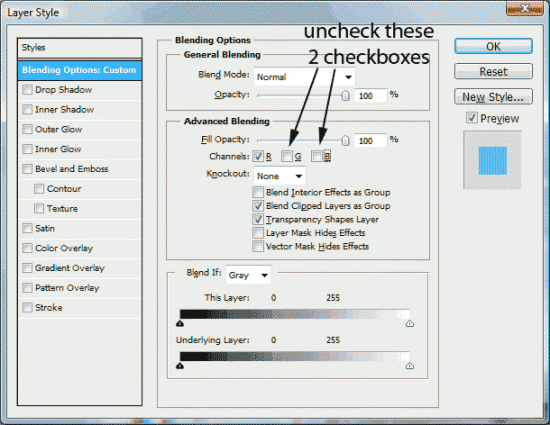 Layer Style
uncheck these
2 checkboxes
Styles
Blending Options: Custom
Drop Shadow
Inner Shadow
Outer Glow
Inner Glow
Bevel and Emboss
Contour
Texture
Satin
Color Overlay
Gradient Overlay
Pattern Overlay
Stroke
Blending Options
General Blending
Blend Mode: Normal
Opacity: 100 %
Advanced Blending
Fill Opacity: 100 %
Channels: R G B
Knockout: None
Blend Interior Effects as Group
Blend Clipped Layers as Group
Transparency Shapes Layer
Layer Mask Hides Effects
Vector Mask Hides Effects
Blend If: Gray
This Layer: 0 255
Underlying Layer: 0 255
OK
Reset
New Style...
Preview